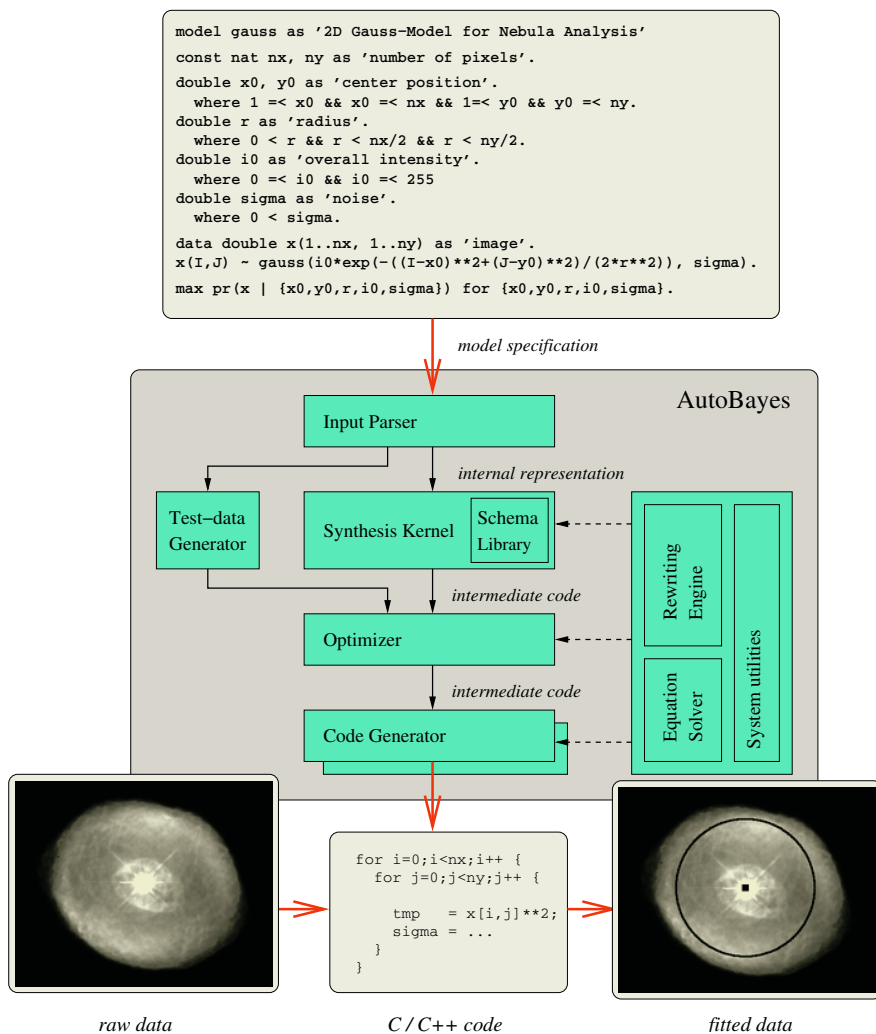 model gauss as '2D Gauss-Model for Nebula Analysis'
const nat nx, ny as 'number of pixels'.
double x0, y0 as 'center position'.
  where 1 =< x0 && x0 =< nx && 1=< y0 && y0 =< ny.
double r as 'radius'.
  where 0 < r && r < nx/2 && r < ny/2.
double i0 as 'overall intensity'.
  where 0 =< i0 && i0 =< 255
double sigma as 'noise'.
  where 0 < sigma.
data double x(1..nx, 1..ny) as 'image'.
x(I,J) ~ gauss(i0*exp(-((I-x0)**2+(J-y0)**2)/(2*r**2)), sigma).
max pr(x | {x0,y0,r,i0,sigma}) for {x0,y0,r,i0,sigma}.
model specification
AutoBayes
Input Parser
internal representation
Test-data
Generator
Synthesis Kernel
Schema
Library
Rewriting
Engine
System utilities
intermediate code
Optimizer
intermediate code
Equation
Solver
Code Generator
for i=0;i<nx;i++ {
  for j=0;j<ny;j++ {
    tmp   = x[i,j]**2;
    sigma = ...
  }
}
raw data
C / C++ code
fitted data